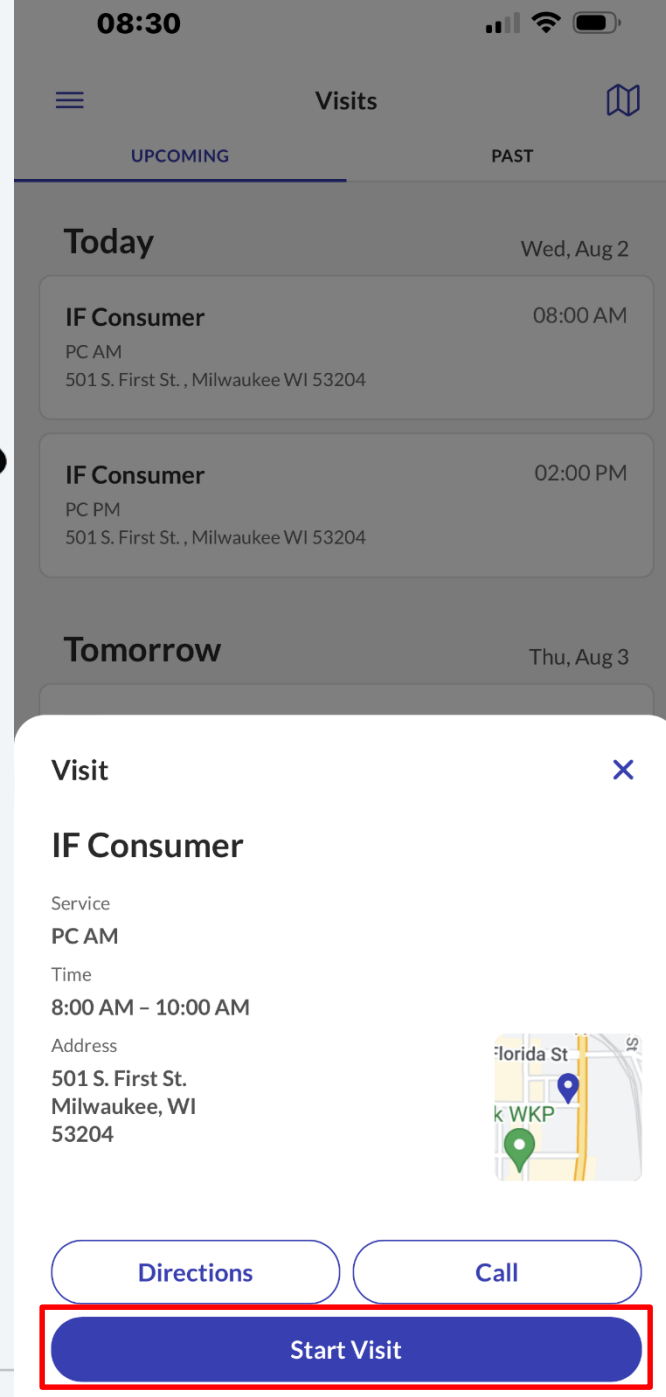 08:30
Visits
UPCOMING PAST
Today Wed, Aug 2
IF Consumer 08:00 AM
PC AM
501 S. First St. , Milwaukee WI 53204
IF Consumer 02:00 PM
PC PM
501 S. First St. , Milwaukee WI 53204
Tomorrow Thu, Aug 3
Visit
IF Consumer
Service
PC AM
Time
8:00 AM – 10:00 AM
Address
501 S. First St.
Milwaukee, WI
53204
Florida St
St
k WKP
Directions Call
Start Visit